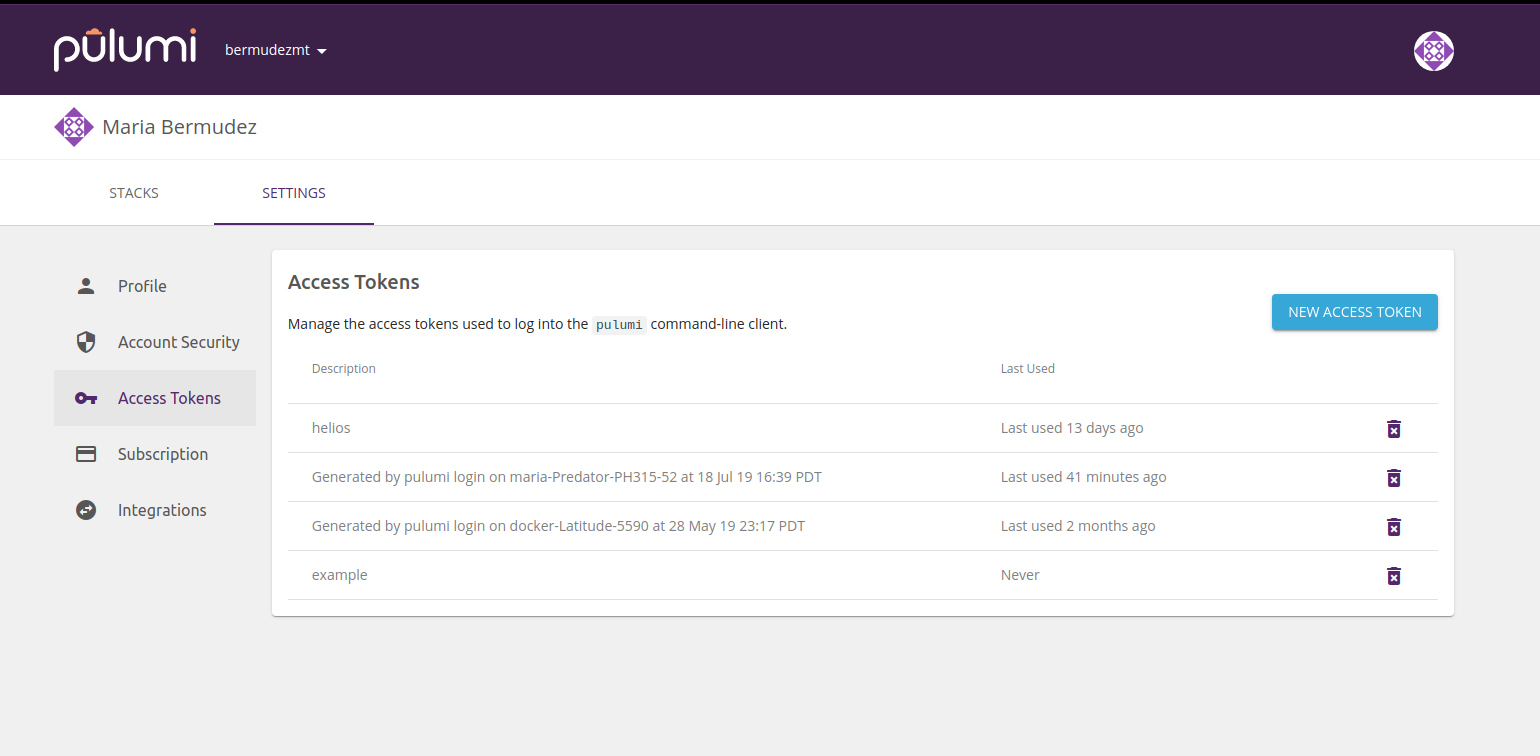 pulumi bermudezmt
Maria Bermudez
STACKS SETTINGS
Profile
Account Security
Access Tokens
Subscription
Integrations
Access Tokens
Manage the access tokens used to log into the pulumi command-line client.
NEW ACCESS TOKEN
Description Last Used
helios Last used 13 days ago
Generated by pulumi login on maria-Predator-PH315-52 at 18 Jul 19 16:39 PDT Last used 41 minutes ago
Generated by pulumi login on docker-Latitude-5590 at 28 May 19 23:17 PDT Last used 2 months ago
example Never